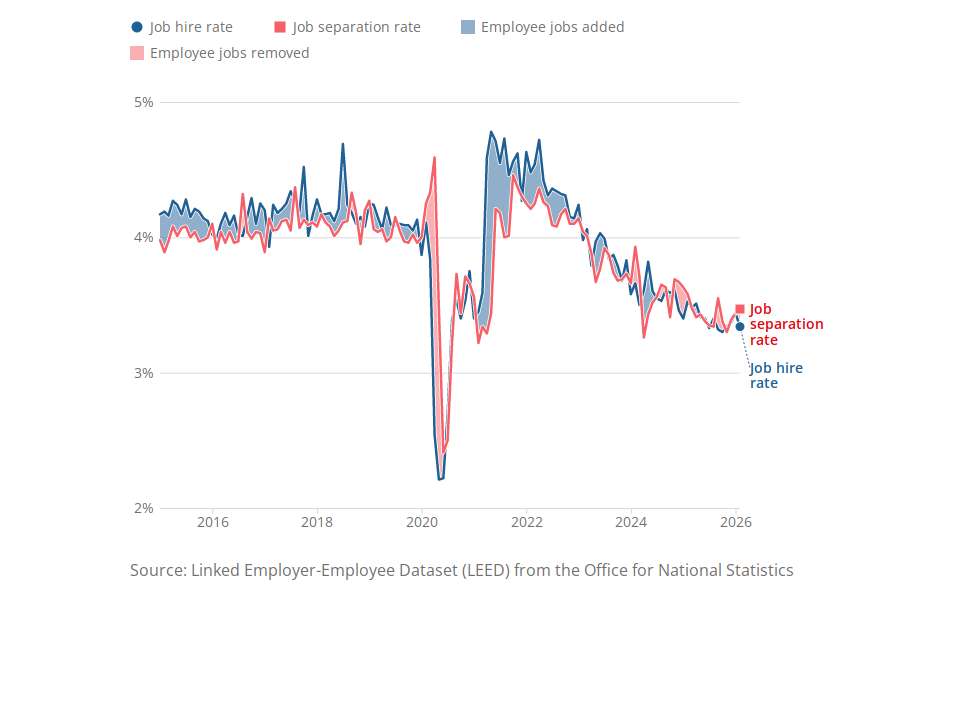 Job hire rate
Job separation rate
Employee jobs added
Employee jobs removed
5%
4%
3%
2%
2016
2018
2020
2022
2024
2026
Job
separation
rate
Job hire
rate
Source: Linked Employer-Employee Dataset (LEED) from the Office for National Statistics